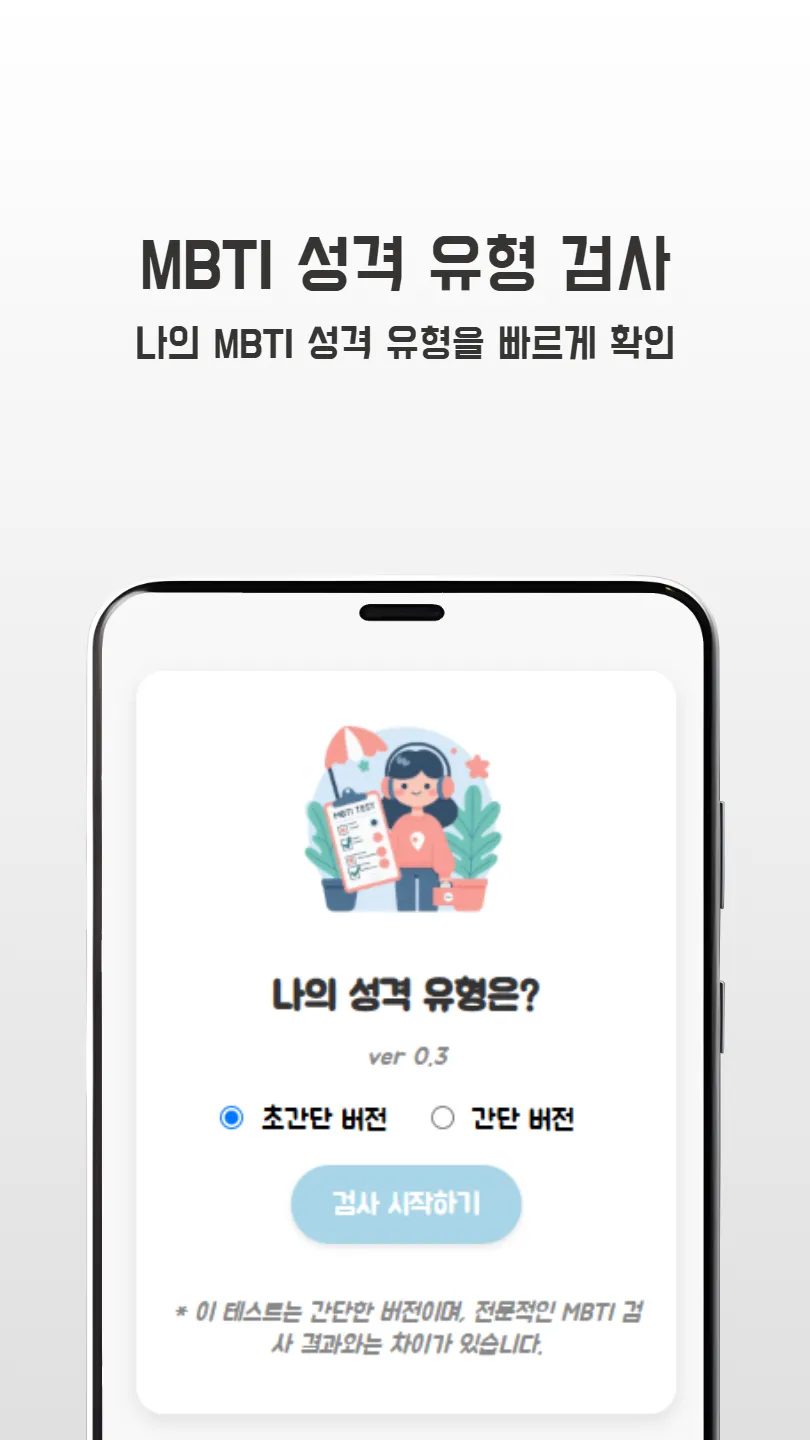 MBTI 성격 유형 검사
나의 MBTI 성격 유형을 빠르게 확인
MBTI TEST
나의 성격 유형은?
ver 0.3
초간단 버전 간단 버전
검사 시작하기
* 이 테스트는 간단한 버전이며, 전문적인 MBTI 검
사 결과와는 차이가 있습니다.